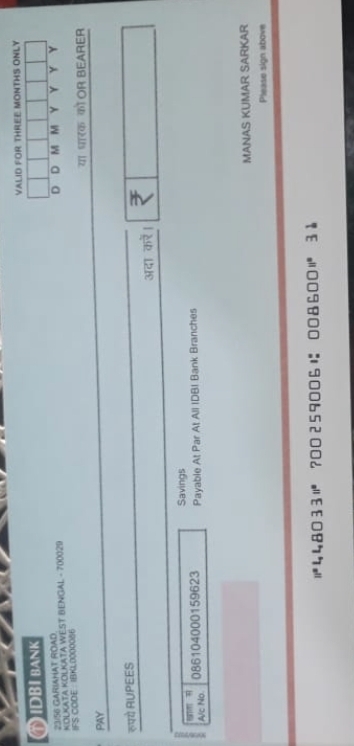 IDBI BANK
23/56 GARIAHAT ROAD,
KOLKATA KOLKATA WEST BENGAL - 700029
IFS CODE : IBKL0000086
VALID FOR THREE MONTHS ONLY
D D M M Y Y Y Y
PAY
या धारक को OR BEARER
रुपये RUPEES
अदा करें।
₹
खाता सं
A/c No.
086104000159623
Savings
Payable At Par At All IDBI Bank Branches
MANAS KUMAR SARKAR
Please sign above
⑈448033⑈ 700259006⑆ 008600⑈ 31